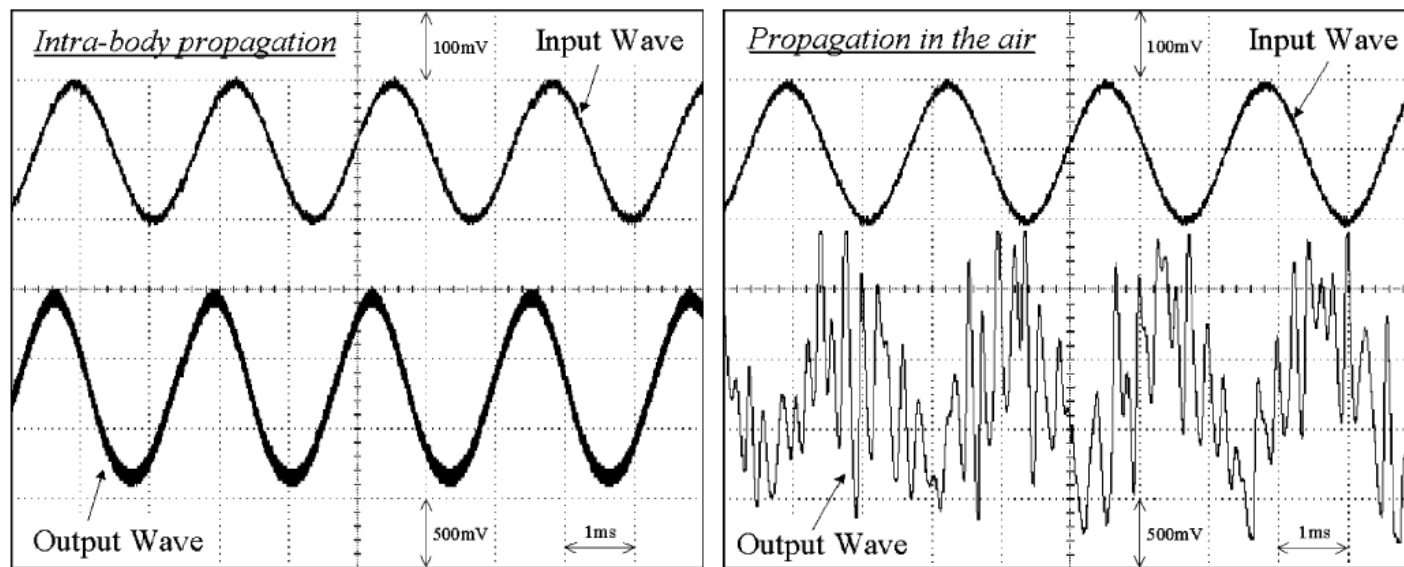 Intra-body propagation
100mV
Input Wave
Output Wave
500mV
1ms
Propagation in the air
100mV
Input Wave
Output Wave
500mV
1ms